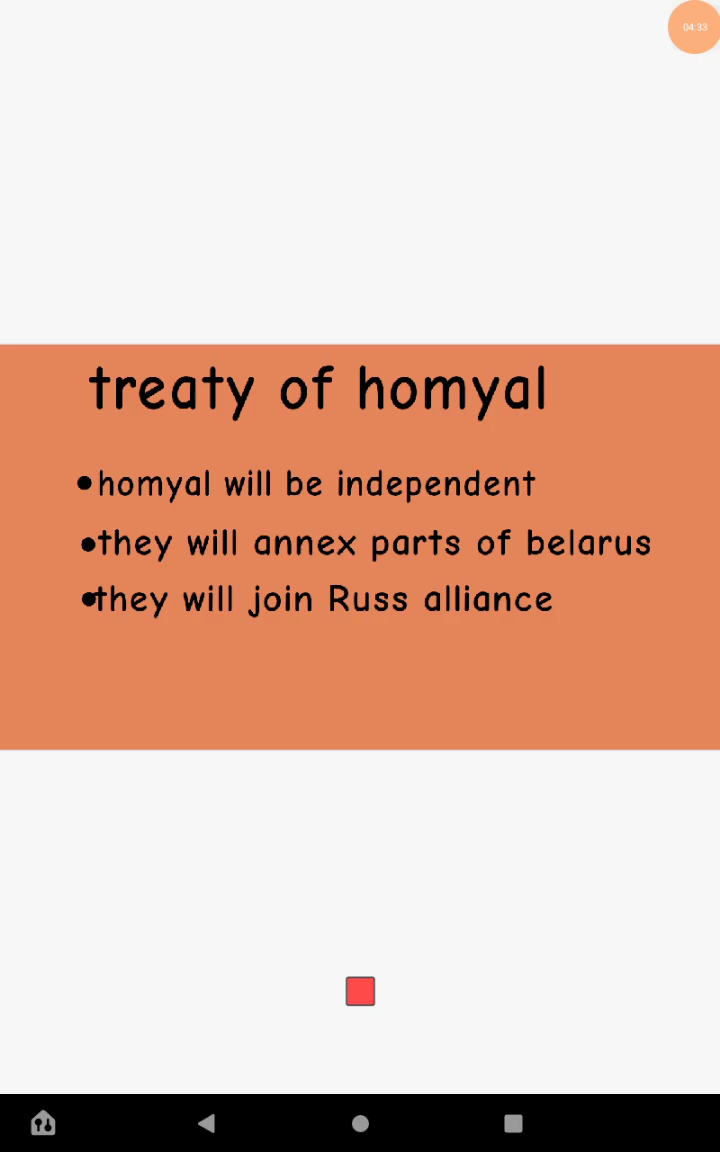 04:33
treaty of homyal
•homyal will be independent
•they will annex parts of belarus
•they will join Russ alliance